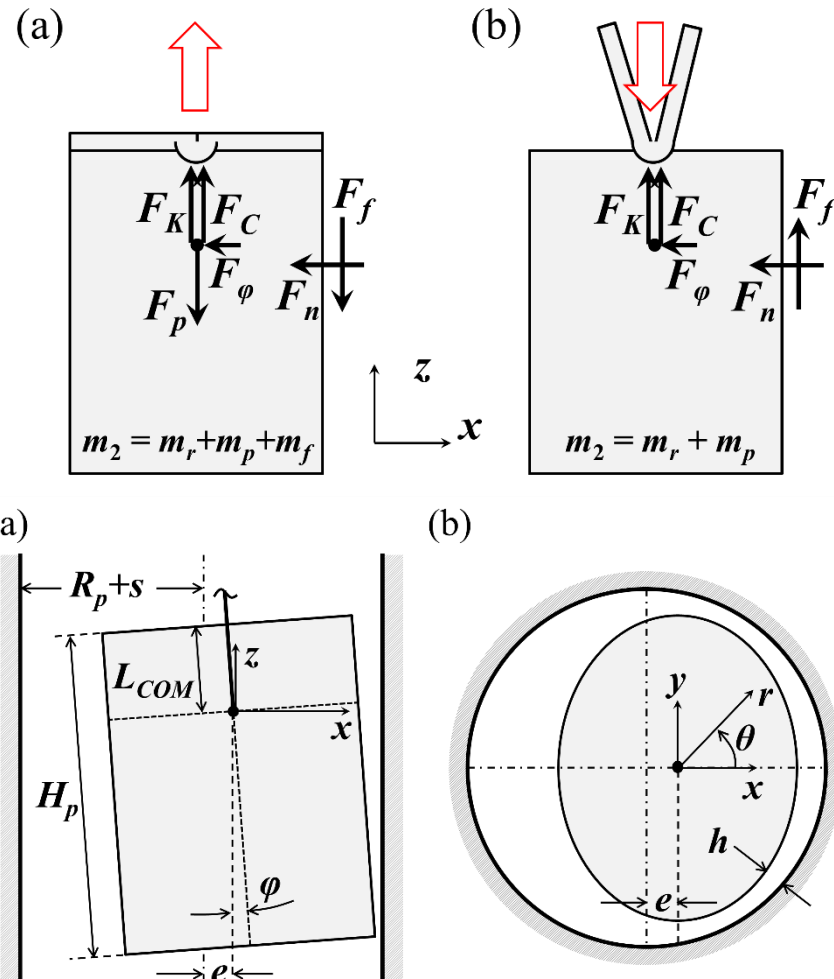 (a) (b)
F_K F_C F_f
F_φ
F_p F_n
z
x
m_2 = m_r+m_p+m_f
F_K F_C F_f
F_φ
F_n
m_2 = m_r + m_p
a) (b)
R_p+s
L_COM
z
x
H_p
φ
e
y
r
θ
x
h
e